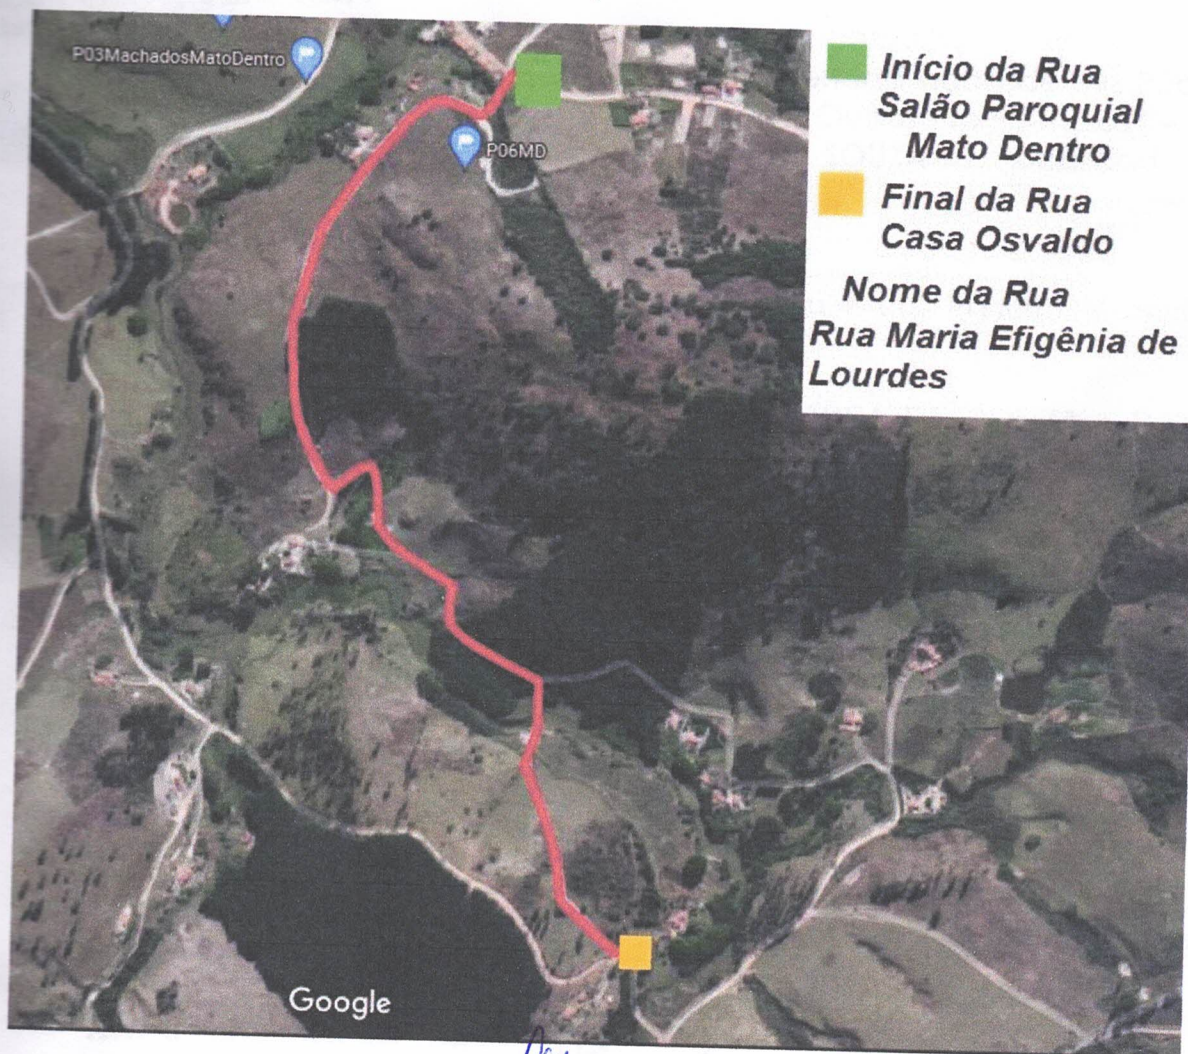 P03MachadosMatoDentro
P06MD
Início da Rua
Salão Paroquial
Mato Dentro
Final da Rua
Casa Osvaldo
Nome da Rua
Rua Maria Efigênia de
Lourdes
Google